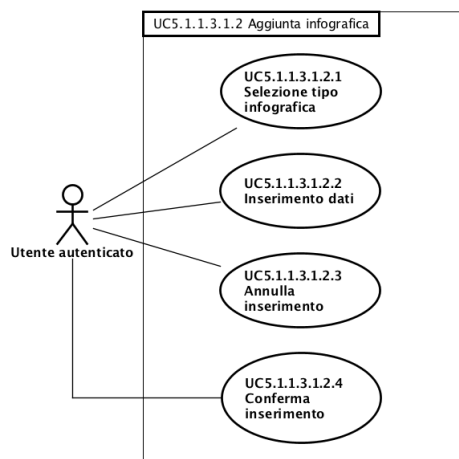 UC5.1.1.3.1.2 Aggiunta infografica
UC5.1.1.3.1.2.1
Selezione tipo
infografica
UC5.1.1.3.1.2.2
Inserimento dati
Utente autenticato
UC5.1.1.3.1.2.3
Annulla
inserimento
UC5.1.1.3.1.2.4
Conferma
inserimento